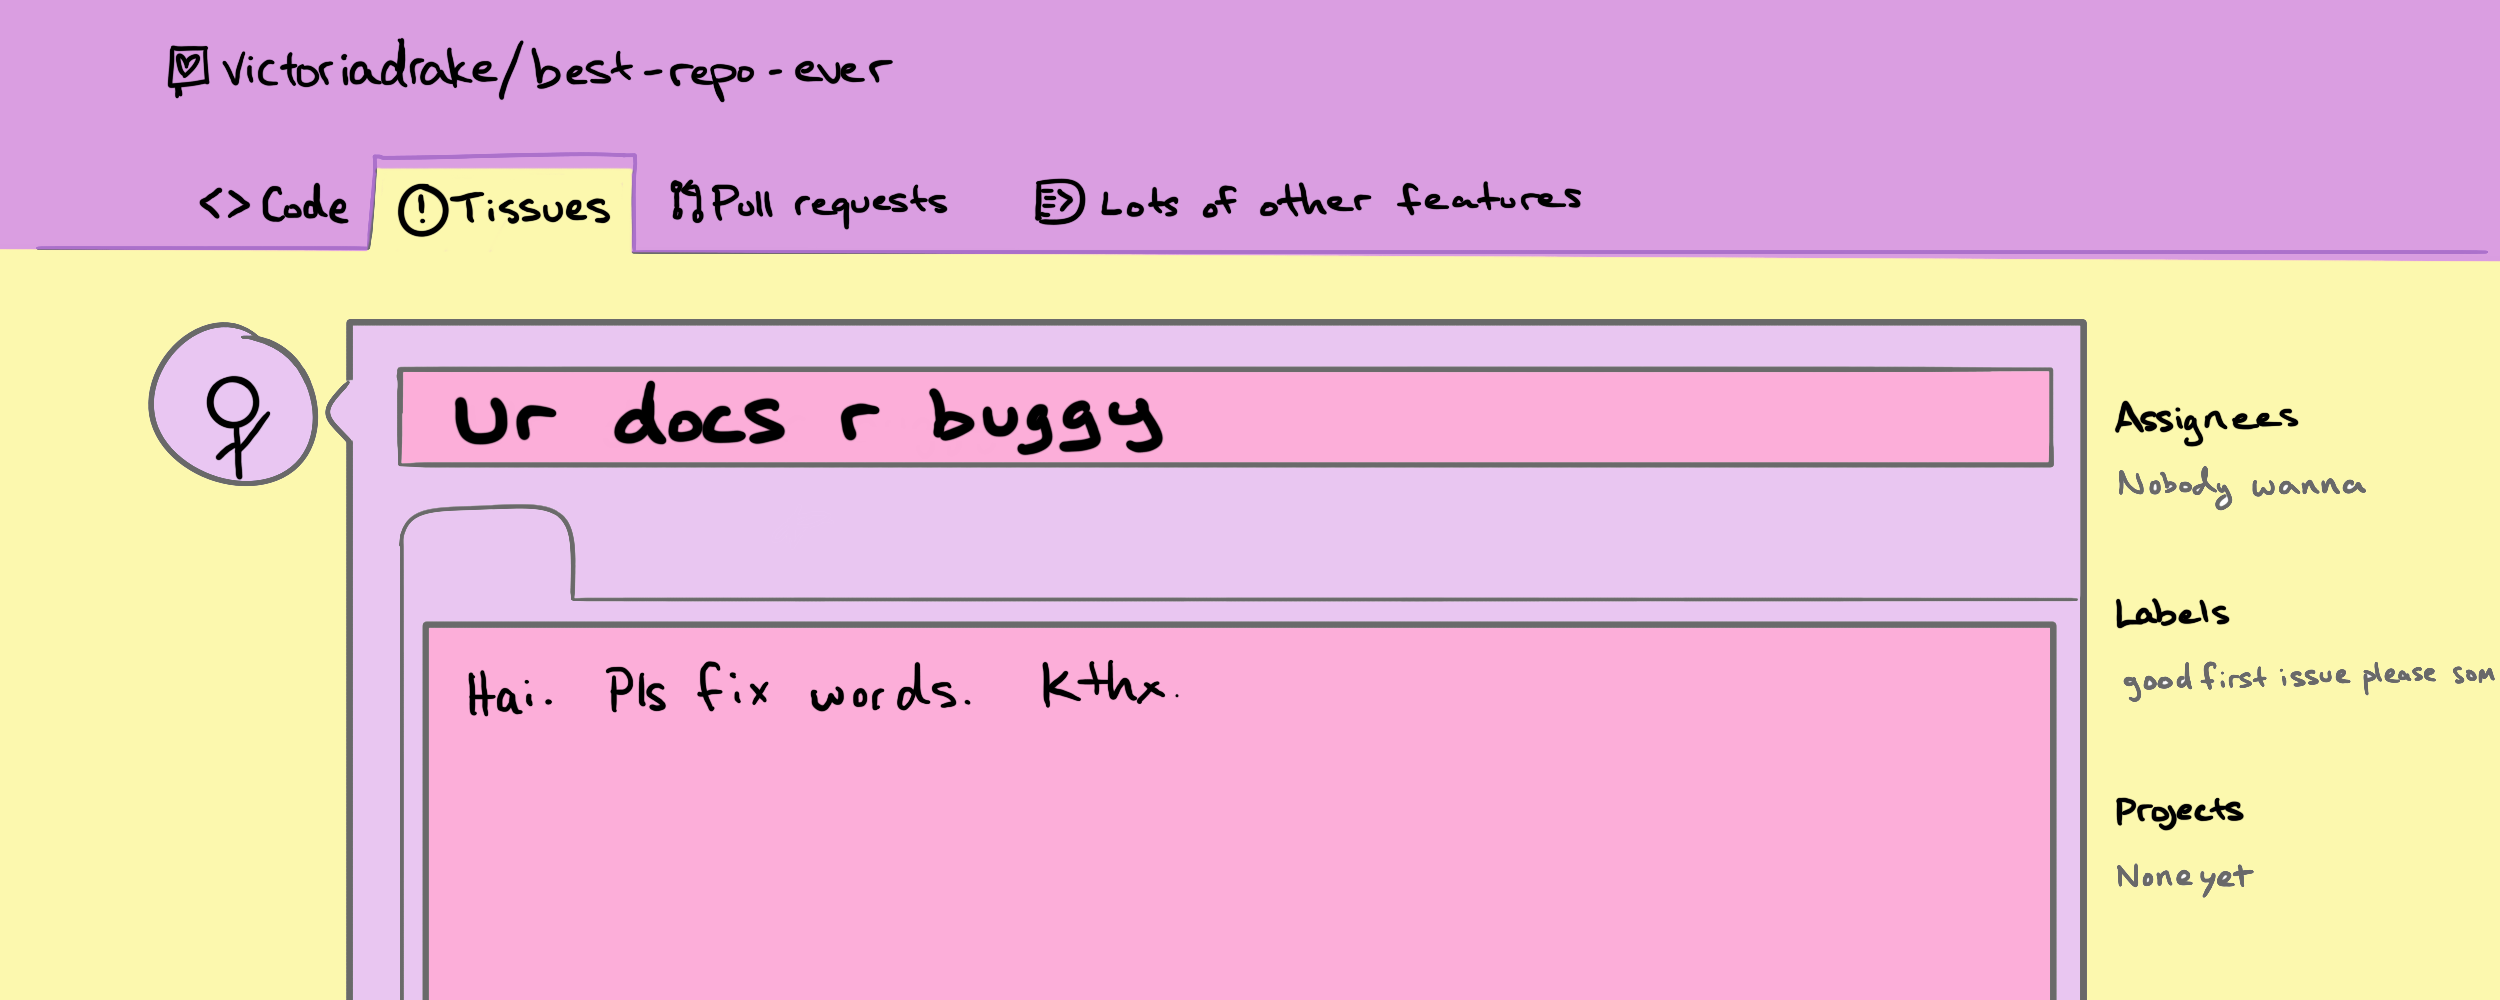 victoriadrake/best-repo-ever
<> Code
Issues
Pull requests
Lots of other features
ur docs r buggy
Hai. Pls fix words. Kthx.
Assignees
Nobody wanna
Labels
good first issue please som
Projects
None yet